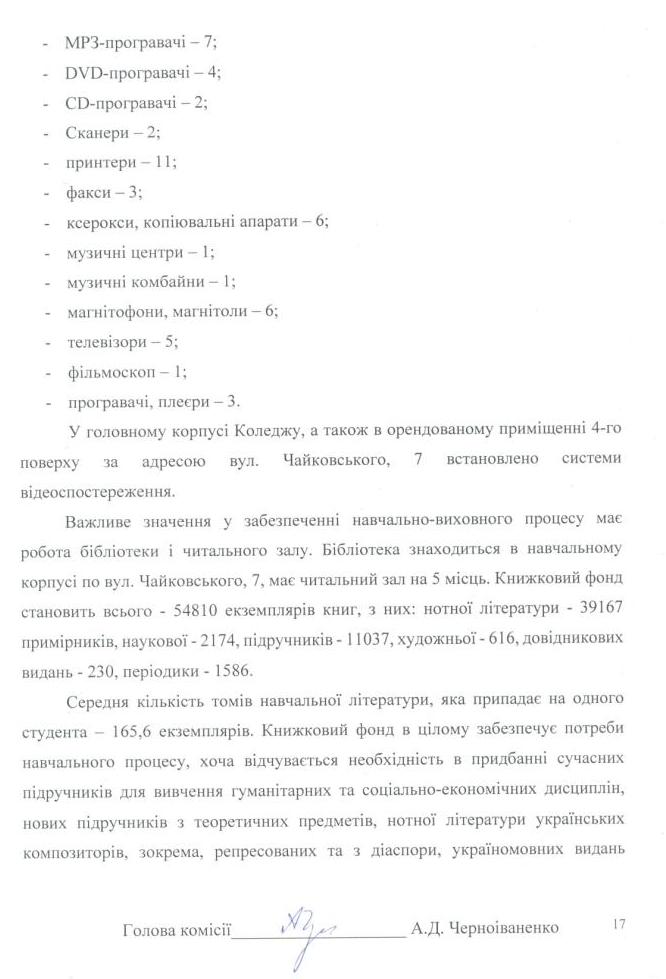 - МРЗ-програвачі – 7;
- DVD-програвачі – 4;
- CD-програвачі – 2;
- Сканери – 2;
- принтери – 11;
- факси – 3;
- ксерокси, копіювальні апарати – 6;
- музичні центри – 1;
- музичні комбайни – 1;
- магнітофони, магнітоли – 6;
- телевізори – 5;
- фільмоскоп – 1;
- програвачі, плеєри – 3.
У головному корпусі Коледжу, а також в орендованому приміщенні 4-го
поверху за адресою вул. Чайковського, 7 встановлено системи
відеоспостереження.
Важливе значення у забезпеченні навчально-виховного процесу має
робота бібліотеки і читального залу. Бібліотека знаходиться в навчальному
корпусі по вул. Чайковського, 7, має читальний зал на 5 місць. Книжковий фонд
становить всього - 54810 екземплярів книг, з них: нотної літератури - 39167
примірників, наукової - 2174, підручників - 11037, художньої - 616, довідникових
видань - 230, періодики - 1586.
Середня кількість томів навчальної літератури, яка припадає на одного
студента – 165,6 екземплярів. Книжковий фонд в цілому забезпечує потреби
навчального процесу, хоча відчувається необхідність в придбанні сучасних
підручників для вивчення гуманітарних та соціально-економічних дисциплін,
нових підручників з теоретичних предметів, нотної літератури українських
композиторів, зокрема, репресованих та з діаспори, україномовних видань
Голова комісії____________________ А.Д. Черноіваненко 17